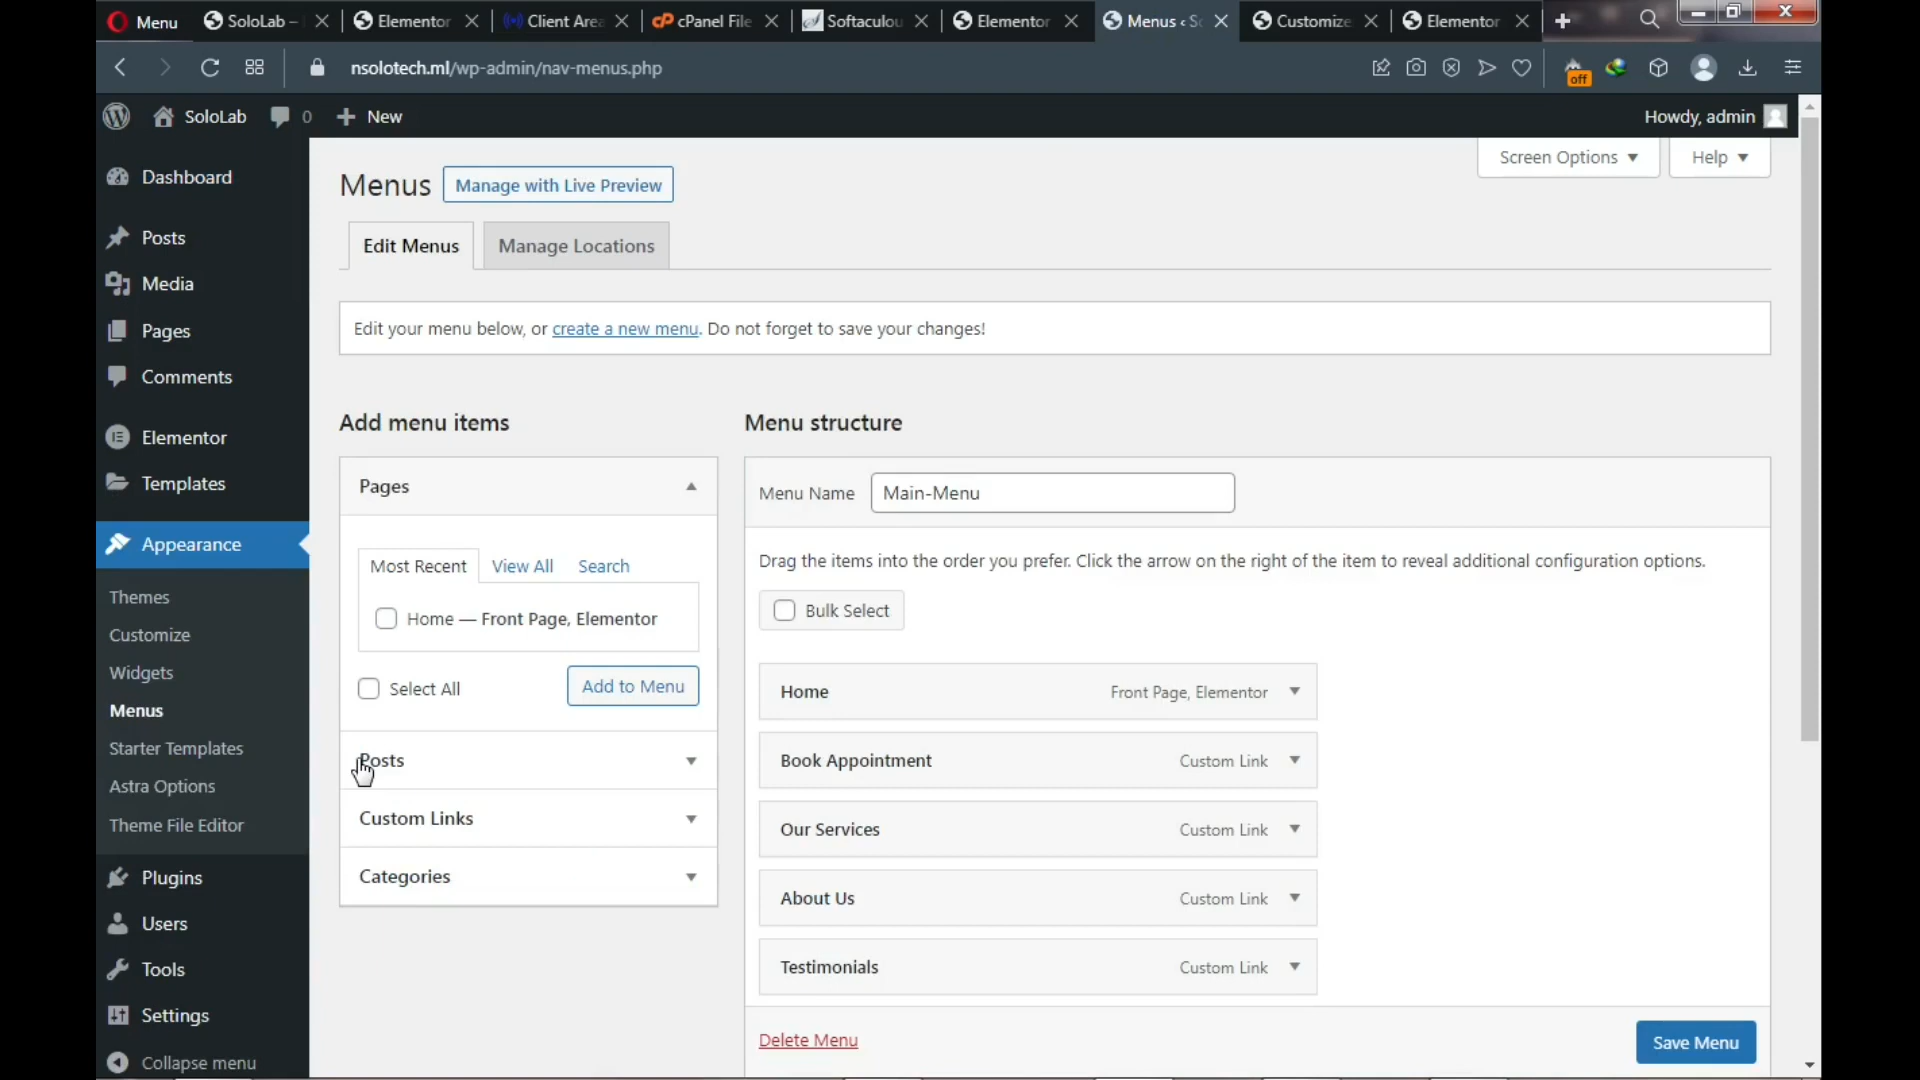 Menu
SoloLab –
Elementor
Client Area
cPanel File
Softaculou
Elementor
Menus ‹ So
Customize
Elementor
nsolotech.ml/wp-admin/nav-menus.php
off
SoloLab
0
New
Howdy, admin
Dashboard
Posts
Media
Pages
Comments
Elementor
Templates
Appearance
Themes
Customize
Widgets
Menus
Starter Templates
Astra Options
Theme File Editor
Plugins
Users
Tools
Settings
Collapse menu
Screen Options
Help
Menus
Manage with Live Preview
Edit Menus
Manage Locations
Edit your menu below, or create a new menu. Do not forget to save your changes!
Add menu items
Pages
Most Recent
View All
Search
Home — Front Page, Elementor
Select All
Add to Menu
Posts
Custom Links
Categories
Menu structure
Menu Name
Main-Menu
Drag the items into the order you prefer. Click the arrow on the right of the item to reveal additional configuration options.
Bulk Select
Home
Front Page, Elementor
Book Appointment
Custom Link
Our Services
Custom Link
About Us
Custom Link
Testimonials
Custom Link
Delete Menu
Save Menu